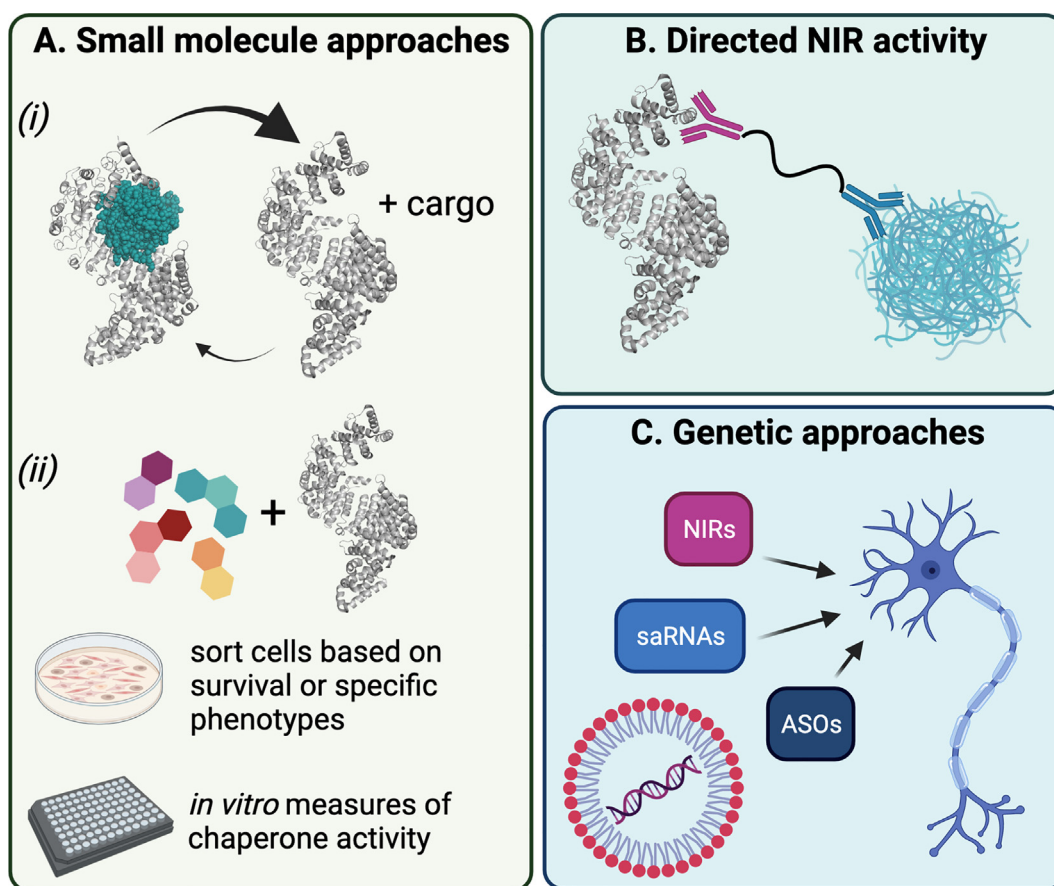 A. Small molecule approaches
(i)
+ cargo
(ii)
+
sort cells based on
survival or specific
phenotypes
in vitro measures of
chaperone activity
B. Directed NIR activity
C. Genetic approaches
NIRs
saRNAs
ASOs